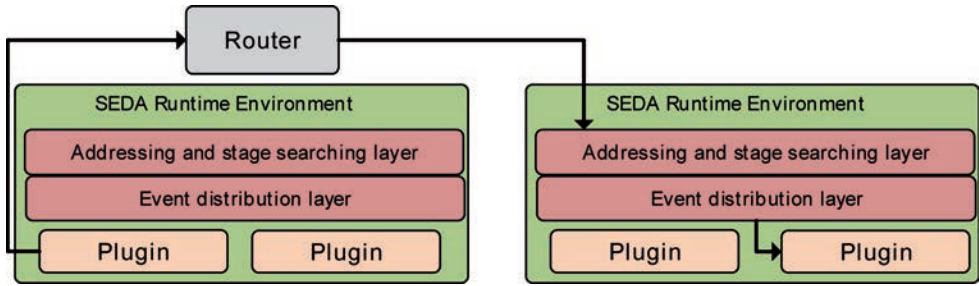 Router
SEDA Runtime Environment
Addressing and stage searching layer
Event distribution layer
Plugin
Plugin
SEDA Runtime Environment
Addressing and stage searching layer
Event distribution layer
Plugin
Plugin